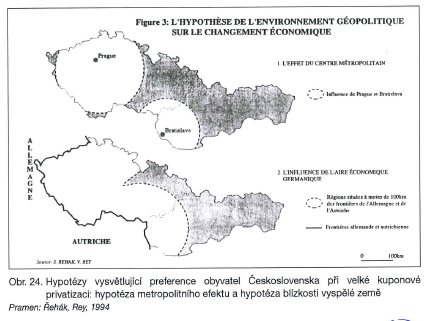 Figure 3: L'HYPOTHÈSE DE L'ENVIRONNEMENT GÉOPOLITIQUE
SUR LE CHANGEMENT ÉCONOMIQUE
Prague
1 L'EFFET DU CENTRE MÉTROPOLITAIN
Influence de Prague et Bratislava
Bratislava
ALLEMAGNE
2 L'INFLUENCE DE L'AIRE ÉCONOMIQUE
GERMANIQUE
Régions situées à moins de 100km
des frontières de l'Allemagne et de
l'Autriche
Frontières allemande et autrichienne
AUTRICHE
Source: S. REHAK, V. REY
0 100km
Obr. 24. Hypotézy vysvětlující preference obyvatel Československa při velké kuponové
privatizaci: hypotéza metropolitního efektu a hypotéza blízkosti vyspělé země
Pramen: Řehák, Rey, 1994